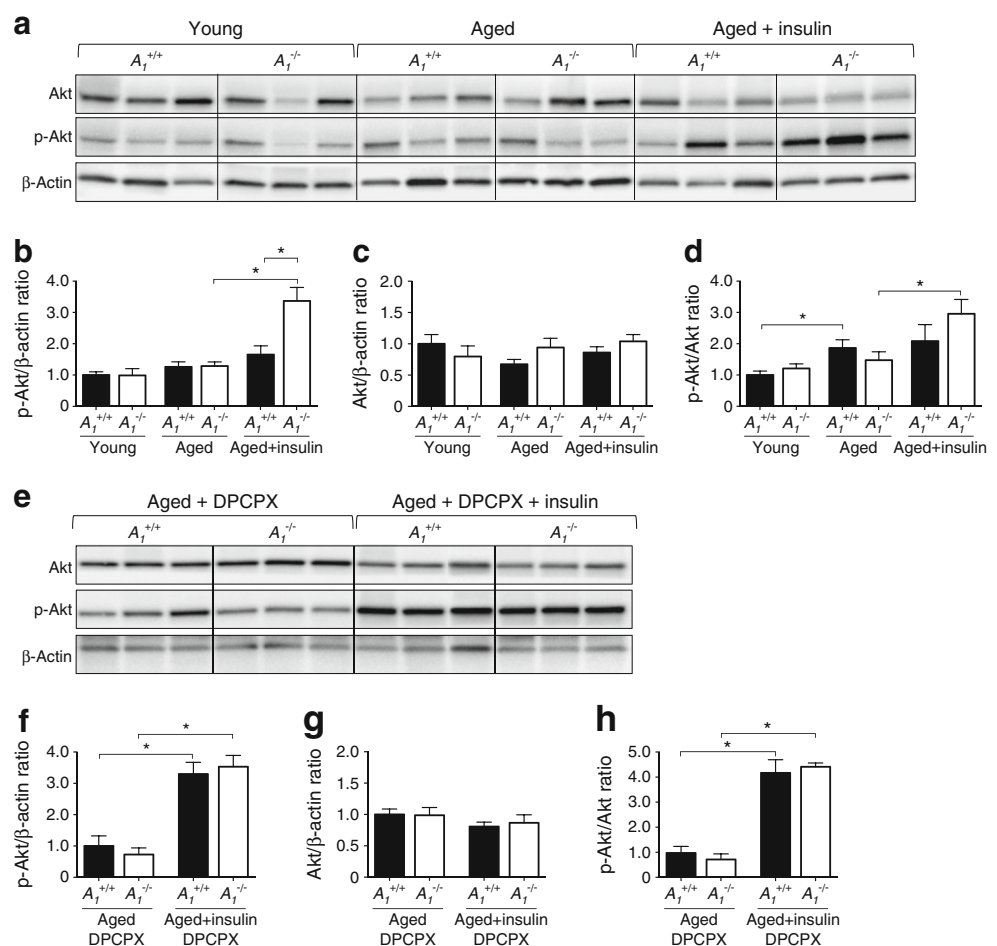 a
Young Aged Aged + insulin
A1+/+ A1-/- A1+/+ A1-/- A1+/+ A1-/-
Akt
p-Akt
β-Actin
b
p-Akt/β-actin ratio
4.0
3.0
2.0
1.0
0
*
*
A1+/+ A1-/- A1+/+ A1-/- A1+/+ A1-/-
Young Aged Aged+insulin
c
Akt/β-actin ratio
2.0
1.5
1.0
0.5
0
A1+/+ A1-/- A1+/+ A1-/- A1+/+ A1-/-
Young Aged Aged+insulin
d
p-Akt/Akt ratio
4.0
3.0
2.0
1.0
0
*
*
A1+/+ A1-/- A1+/+ A1-/- A1+/+ A1-/-
Young Aged Aged+insulin
e
Aged + DPCPX Aged + DPCPX + insulin
A1+/+ A1-/- A1+/+ A1-/-
Akt
p-Akt
β-Actin
f
p-Akt/β-actin ratio
4.0
3.0
2.0
1.0
0
*
*
A1+/+ A1-/- A1+/+ A1-/-
Aged Aged+insulin
DPCPX DPCPX
g
Akt/β-actin ratio
2.0
1.5
1.0
0.5
0
A1+/+ A1-/- A1+/+ A1-/-
Aged Aged+insulin
DPCPX DPCPX
h
p-Akt/Akt ratio
5.0
4.0
3.0
2.0
1.0
0
*
*
A1+/+ A1-/- A1+/+ A1-/-
Aged Aged+insulin
DPCPX DPCPX